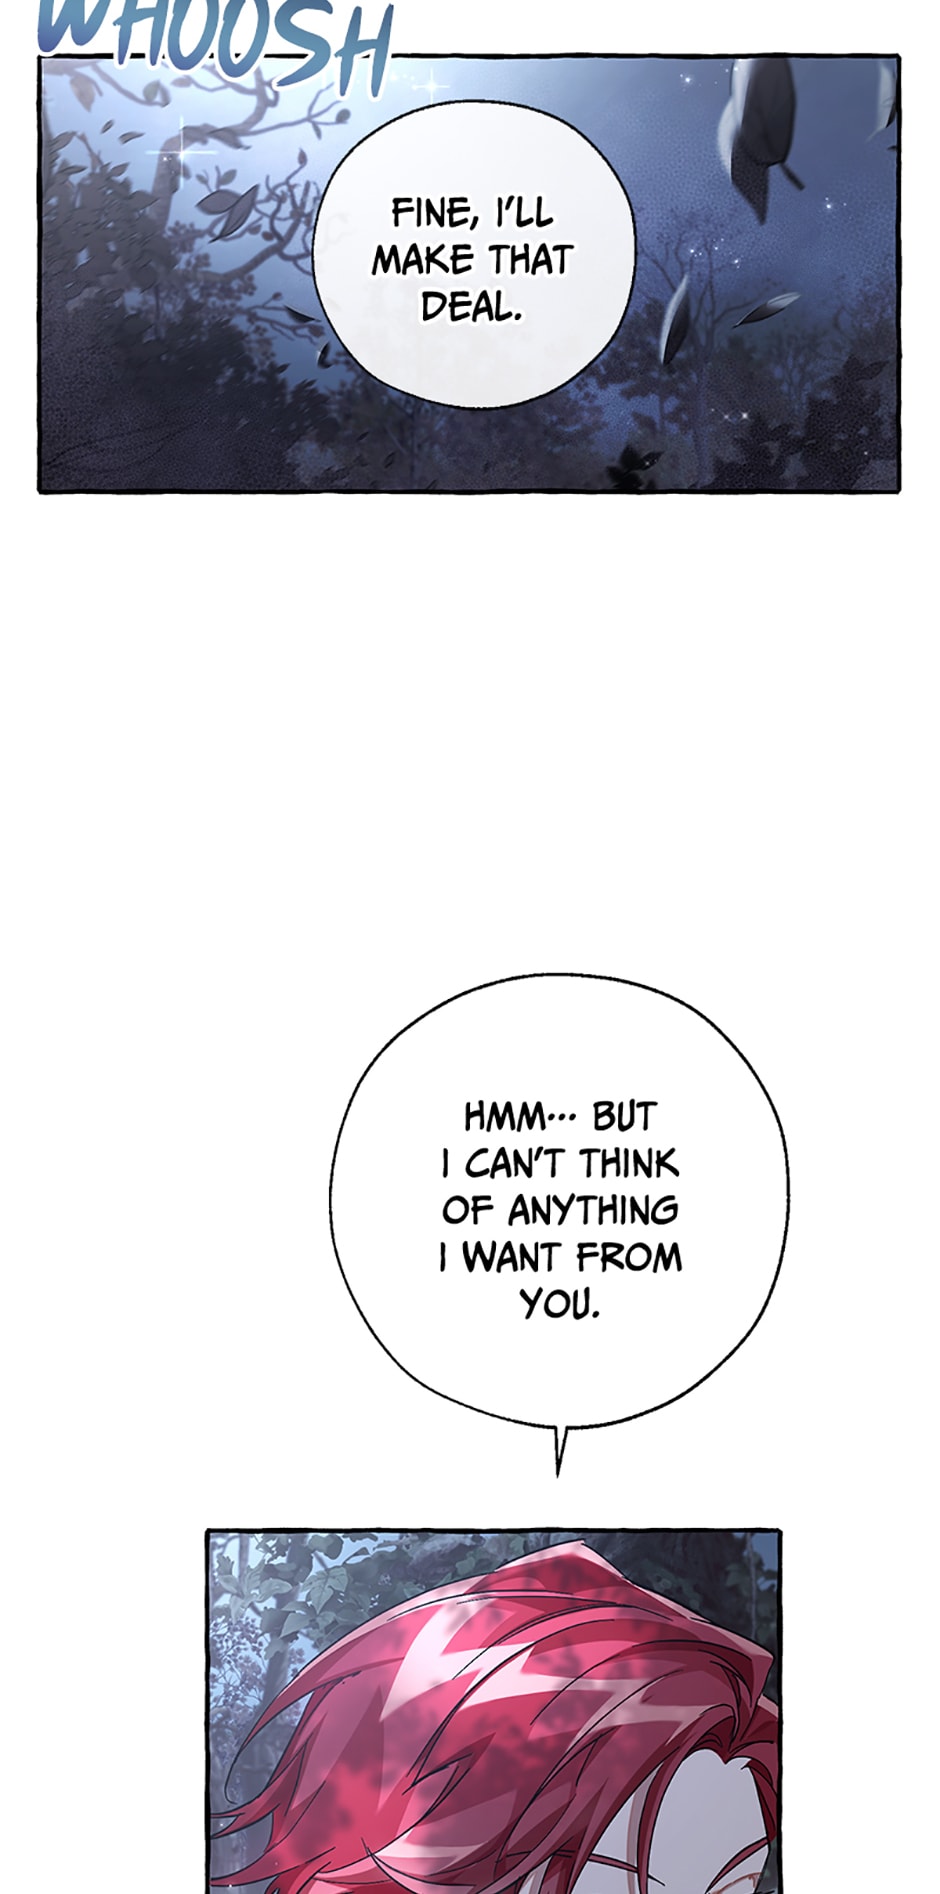 WHOOSH
FINE, I'LL
MAKE THAT
DEAL.
HMM... BUT
I CAN'T THINK
OF ANYTHING
I WANT FROM
YOU.